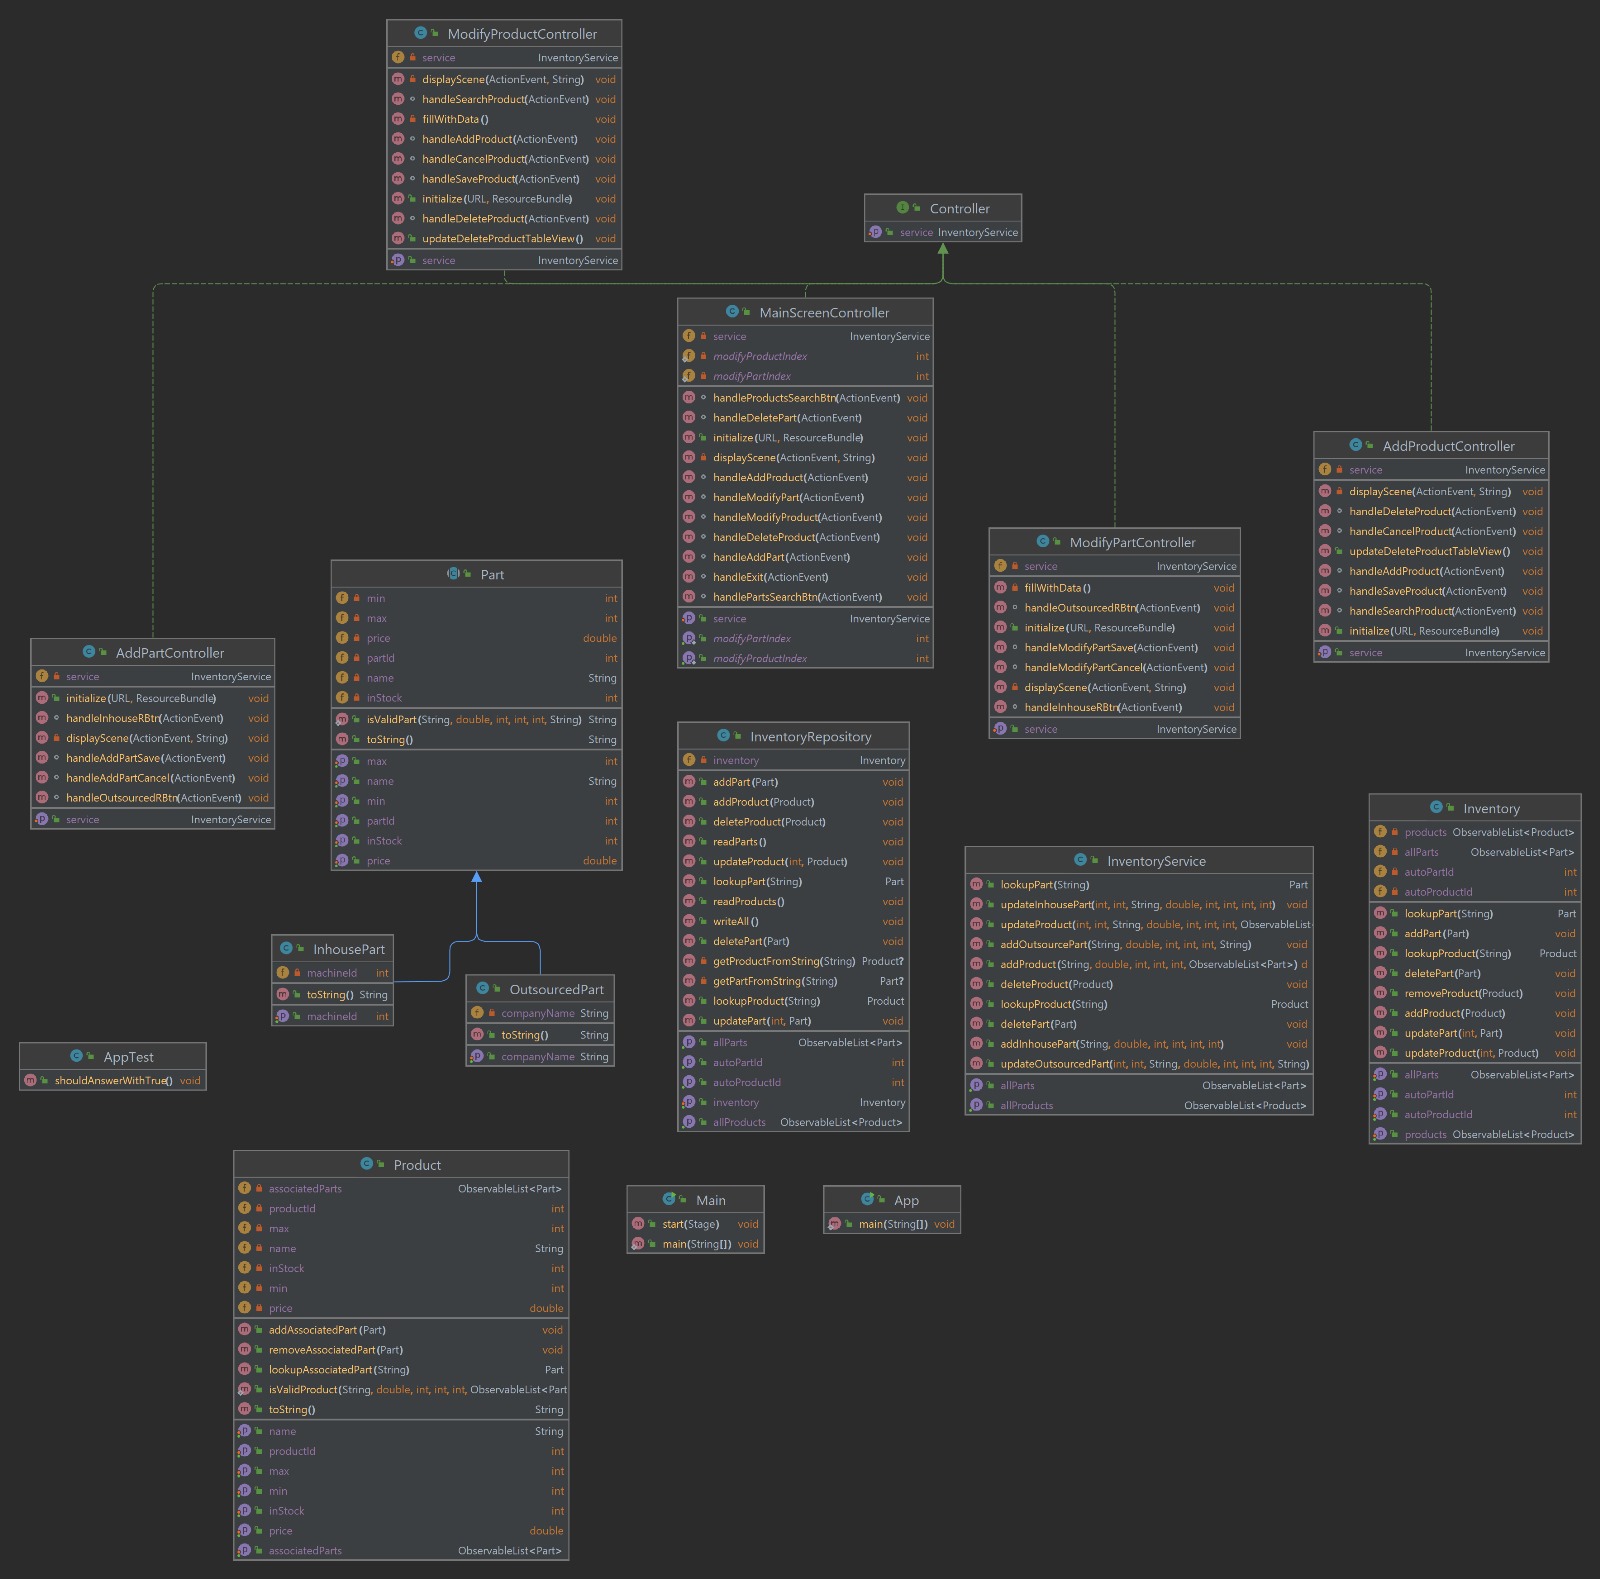 ModifyProductController
service InventoryService
displayScene(ActionEvent, String) void
handleSearchProduct(ActionEvent) void
fillWithData() void
handleAddProduct(ActionEvent) void
handleCancelProduct(ActionEvent) void
handleSaveProduct(ActionEvent) void
initialize(URL, ResourceBundle) void
handleDeleteProduct(ActionEvent) void
updateDeleteProductTableView() void
service InventoryService
Controller
service InventoryService
MainScreenController
service InventoryService
modifyProductIndex int
modifyPartIndex int
handleProductsSearchBtn(ActionEvent) void
handleDeletePart(ActionEvent) void
initialize(URL, ResourceBundle) void
displayScene(ActionEvent, String) void
handleAddProduct(ActionEvent) void
handleModifyPart(ActionEvent) void
handleModifyProduct(ActionEvent) void
handleDeleteProduct(ActionEvent) void
handleAddPart(ActionEvent) void
handleExit(ActionEvent) void
handlePartsSearchBtn(ActionEvent) void
service InventoryService
modifyPartIndex int
modifyProductIndex int
AddProductController
service InventoryService
displayScene(ActionEvent, String) void
handleDeleteProduct(ActionEvent) void
handleCancelProduct(ActionEvent) void
updateDeleteProductTableView() void
handleAddProduct(ActionEvent) void
handleSaveProduct(ActionEvent) void
handleSearchProduct(ActionEvent) void
initialize(URL, ResourceBundle) void
service InventoryService
ModifyPartController
service InventoryService
fillWithData() void
handleOutsourcedRBtn(ActionEvent) void
initialize(URL, ResourceBundle) void
handleModifyPartSave(ActionEvent) void
handleModifyPartCancel(ActionEvent) void
displayScene(ActionEvent, String) void
handleInhouseRBtn(ActionEvent) void
service InventoryService
Part
min int
max int
price double
partId int
name String
inStock int
isValidPart(String, double, int, int, int, String) String
toString() String
max int
name String
min int
partId int
inStock int
price double
AddPartController
service InventoryService
initialize(URL, ResourceBundle) void
handleInhouseRBtn(ActionEvent) void
displayScene(ActionEvent, String) void
handleAddPartSave(ActionEvent) void
handleAddPartCancel(ActionEvent) void
handleOutsourcedRBtn(ActionEvent) void
service InventoryService
InventoryRepository
inventory Inventory
addPart(Part) void
addProduct(Product) void
deleteProduct(Product) void
readParts() void
updateProduct(int, Product) void
lookupPart(String) Part
readProducts() void
writeAll() void
deletePart(Part) void
getProductFromString(String) Product?
getPartFromString(String) Part?
lookupProduct(String) Product
updatePart(int, Part) void
allParts ObservableList<Part>
autoPartId int
autoProductId int
inventory Inventory
allProducts ObservableList<Product>
Inventory
products ObservableList<Product>
allParts ObservableList<Part>
autoPartId int
autoProductId int
lookupPart(String) Part
addPart(Part) void
lookupProduct(String) Product
deletePart(Part) void
removeProduct(Product) void
addProduct(Product) void
updatePart(int, Part) void
updateProduct(int, Product) void
allParts ObservableList<Part>
autoPartId int
autoProductId int
products ObservableList<Product>
InventoryService
lookupPart(String) Part
updateInhousePart(int, int, String, double, int, int, int, int) void
updateProduct(int, int, String, double, int, int, int, ObservableList
addOutsourcePart(String, double, int, int, int, String) void
addProduct(String, double, int, int, int, ObservableList<Part>) d
deleteProduct(Product) void
lookupProduct(String) Product
deletePart(Part) void
addInhousePart(String, double, int, int, int, int) void
updateOutsourcedPart(int, int, String, double, int, int, int, String)
allParts ObservableList<Part>
allProducts ObservableList<Product>
InhousePart
machineId int
toString() String
machineId int
OutsourcedPart
companyName String
toString() String
companyName String
AppTest
shouldAnswerWithTrue() void
Product
associatedParts ObservableList<Part>
productId int
max int
name String
inStock int
min int
price double
addAssociatedPart(Part) void
removeAssociatedPart(Part) void
lookupAssociatedPart(String) Part
isValidProduct(String, double, int, int, int, ObservableList<Part
toString() String
name String
productId int
max int
min int
inStock int
price double
associatedParts ObservableList<Part>
Main
start(Stage) void
main(String[]) void
App
main(String[]) void